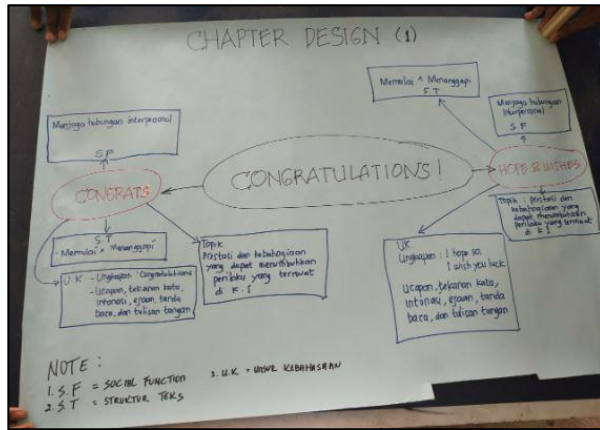 CHAPTER DESIGN (1)
Menjaga hubungan interpersonal
S F
CONGRATS
S T
- Memulai ^ Menanggapi
U.K - Ungkapan : Congratulations
- Ucapan, tekanan kata,
intonasi, ejaan, tanda
baca, dan tulisan tangan
Topik
Prestasi dan kebahagiaan
yang dapat menumbuhkan
perilaku yang termuat
di K.I
CONGRATULATIONS!
Memulai ^ Menanggapi
S T
Menjaga hubungan
Interpersonal
S F
HOPE & WISHES
Topik : prestasi dan
kebahagiaan yang
dapat menumbuhkan
perilaku yang termuat
di K I
UK
Ungkapan : I hope so,
I wish you luck
Ucapan, tekanan kata,
Intonasi, ejaan, tanda
baca, dan tulisan tangan
NOTE :
1. S.F = SOCIAL FUNCTION
2. S.T = STRUKTUR TEKS
3. U.K = UNSUR KEBAHASAAN